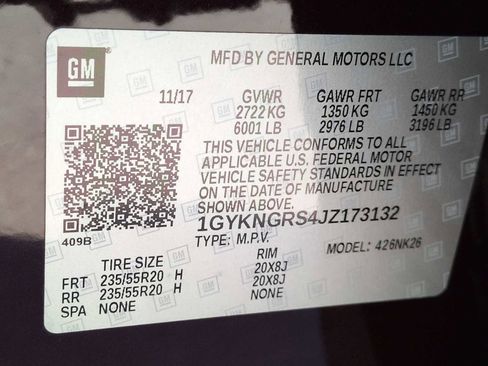 GM
MFD BY GENERAL MOTORS LLC
11/17 GVWR GAWR FRT GAWR RR
2722 KG 1350 KG 1450 KG
6001 LB 2976 LB 3196 LB
THIS VEHICLE CONFORMS TO ALL
APPLICABLE U.S. FEDERAL MOTOR
VEHICLE SAFETY STANDARDS IN EFFECT
ON THE DATE OF MANUFACTURE
SHOWN ABOVE.
409B
1GYKNGRS4JZ173132
TYPE: M.P.V. MODEL: 426NK26
TIRE SIZE RIM
FRT 235/55R20 H 20X8J
RR 235/55R20 H 20X8J
SPA NONE NONE